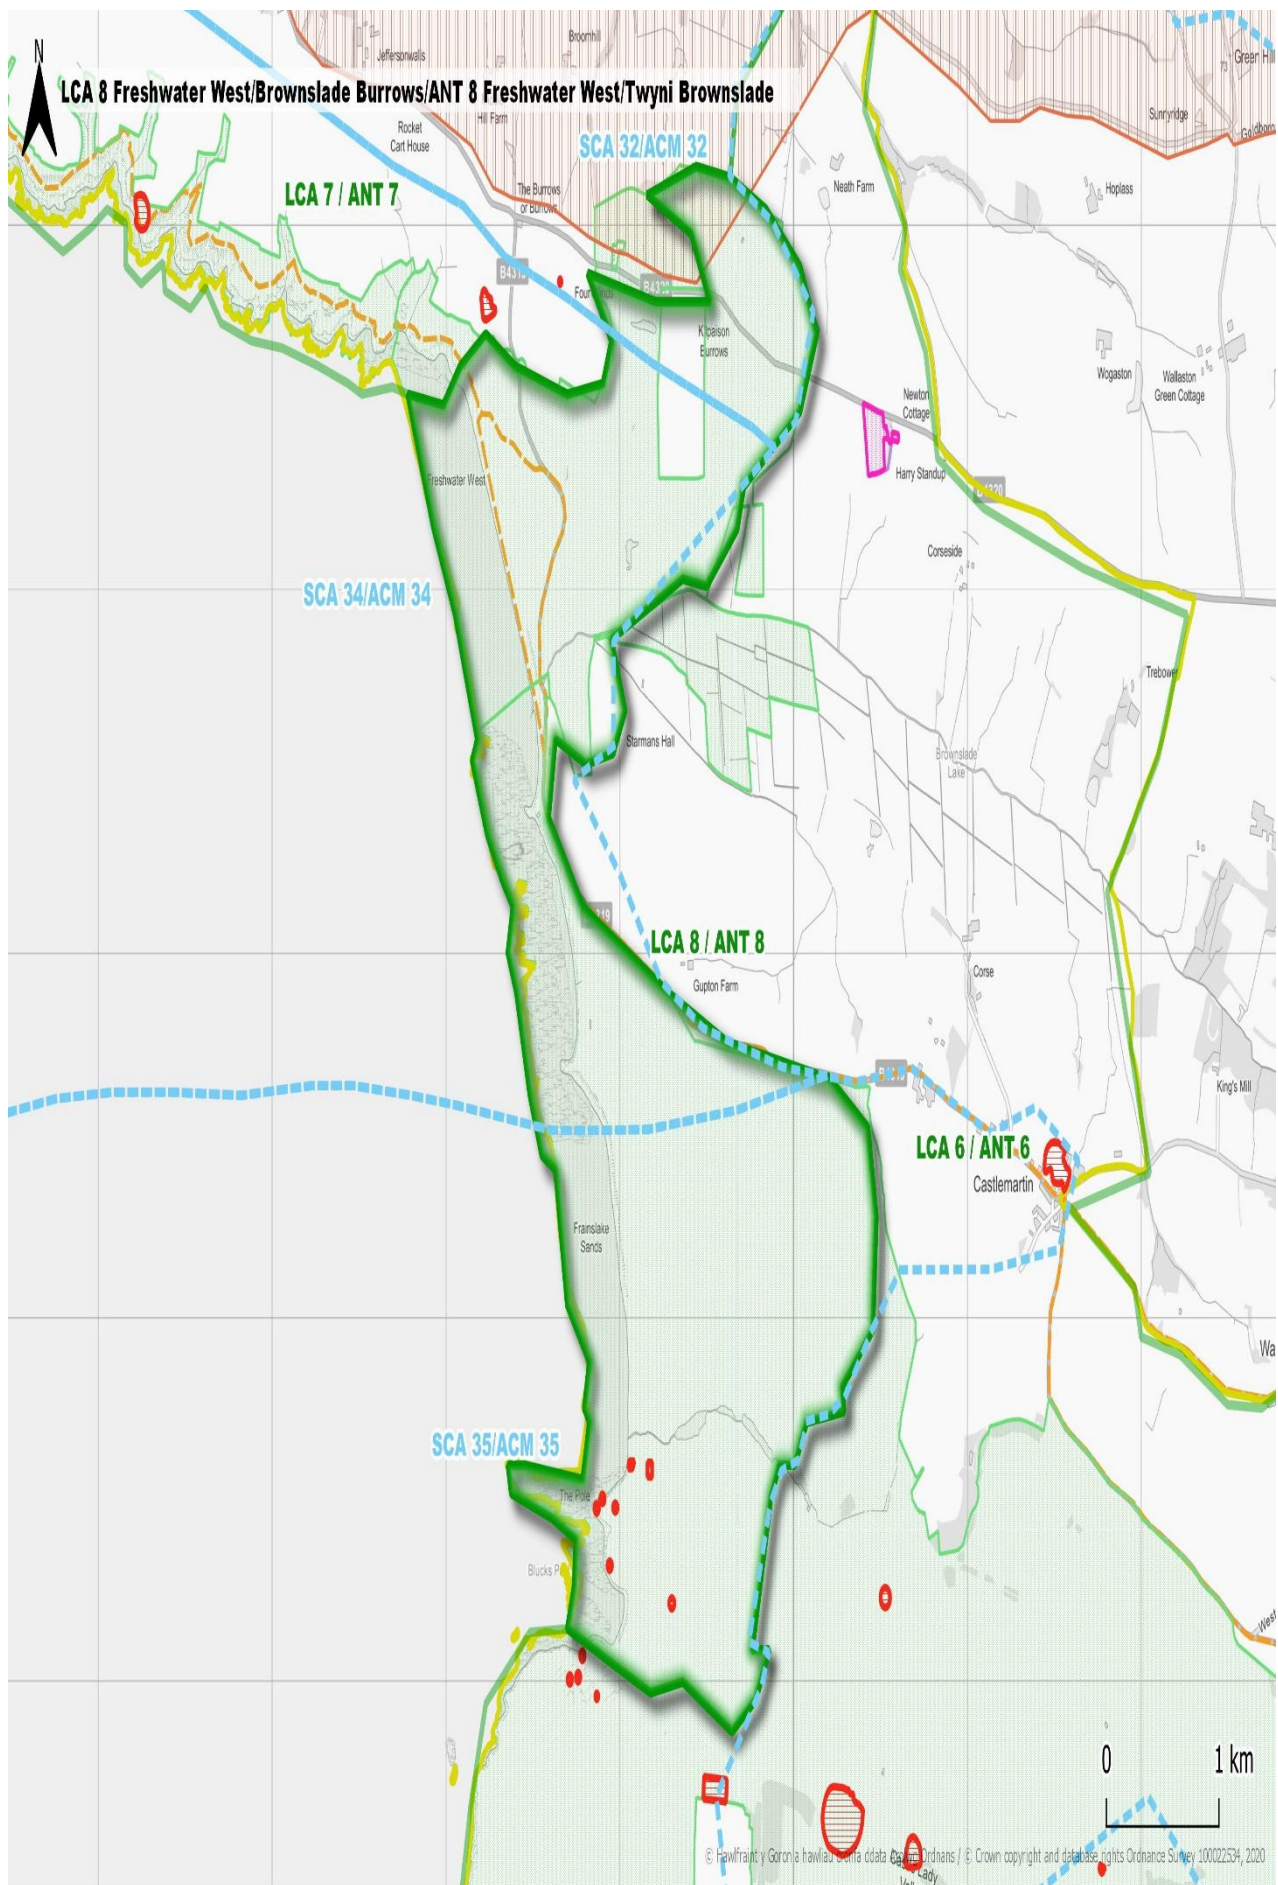 N
LCA 8 Freshwater West/Brownslade Burrows/ANT 8 Freshwater West/Twyni Brownslade
Jeffersonwalls
Broomhill
73
Green Hill
Hill Farm
Sunnyridge
Rocket
Cart House
SCA 32/ACM 32
LCA 7 / ANT 7
The Burrows
or Burrows
Neath Farm
Hoplass
B4319
B4320
Kilpaison
Burrows
Wogaston
Wallaston
Green Cottage
Newton
Cottage
Freshwater West
Harry Standup
B4320
Corseside
SCA 34/ACM 34
Trebower
Starmans Hall
Brownslade
Lake
LCA 8 / ANT 8
Gupton Farm
Corse
King's Mill
LCA 6 / ANT 6
Castlemartin
Frainslake
Sands
Wa
SCA 35/ACM 35
The Pole
Blucks P
West
0 1 km
© Crown copyright and database rights Ordnance Survey 100022534, 2020
Lady